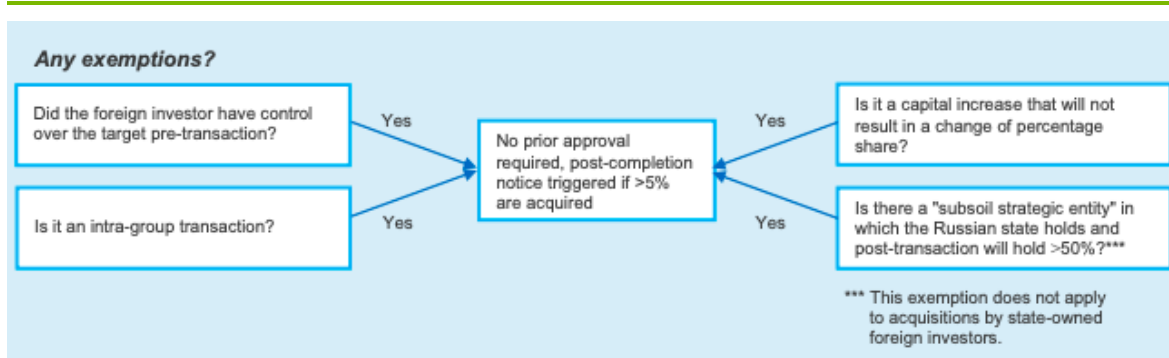 Any exemptions?
Did the foreign investor have control
over the target pre-transaction?
Yes
Is it an intra-group transaction?
Yes
No prior approval
required, post-completion
notice triggered if >5%
are acquired
Yes
Is it a capital increase that will not
result in a change of percentage
share?
Yes
Is there a "subsoil strategic entity" in
which the Russian state holds and
post-transaction will hold >50%?***
*** This exemption does not apply
to acquisitions by state-owned
foreign investors.